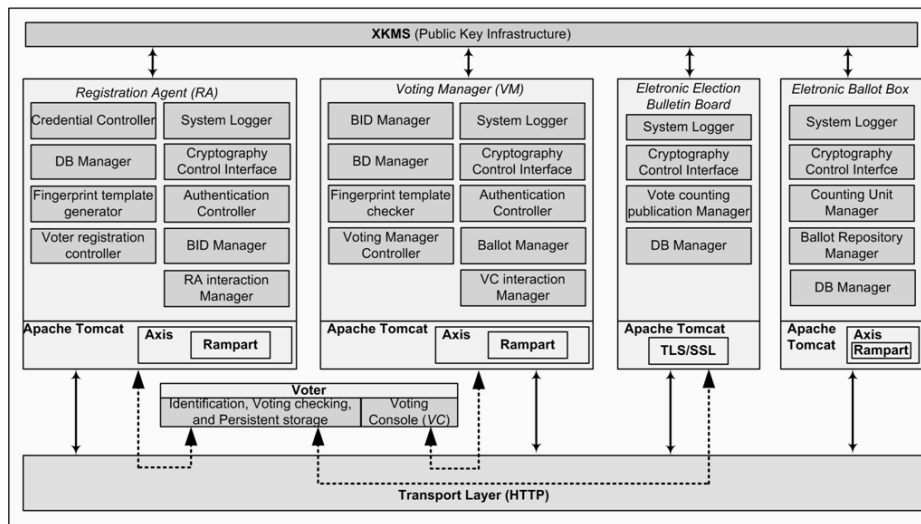 XKMS (Public Key Infrastructure)
Registration Agent (RA)
Credential Controller
DB Manager
Fingerprint template
generator
Voter registration
controller
System Logger
Cryptography
Control Interface
Authentication
Controller
BID Manager
RA interaction
Manager
Apache Tomcat
Axis
Rampart
Voting Manager (VM)
BID Manager
BD Manager
Fingerprint template
checker
Voting Manager
Controller
System Logger
Cryptography
Control Interface
Authentication
Controller
Ballot Manager
VC interaction
Manager
Apache Tomcat
Axis
Rampart
Eletronic Election
Bulletin Board
System Logger
Cryptography
Control Interface
Vote counting
publication Manager
DB Manager
Apache Tomcat
TLS/SSL
Eletronic Ballot Box
System Logger
Cryptography
Control Interfce
Counting Unit
Manager
Ballot Repository
Manager
DB Manager
Apache
Tomcat
Axis
Rampart
Voter
Identification, Voting checking,
and Persistent storage
Voting
Console (VC)
Transport Layer (HTTP)